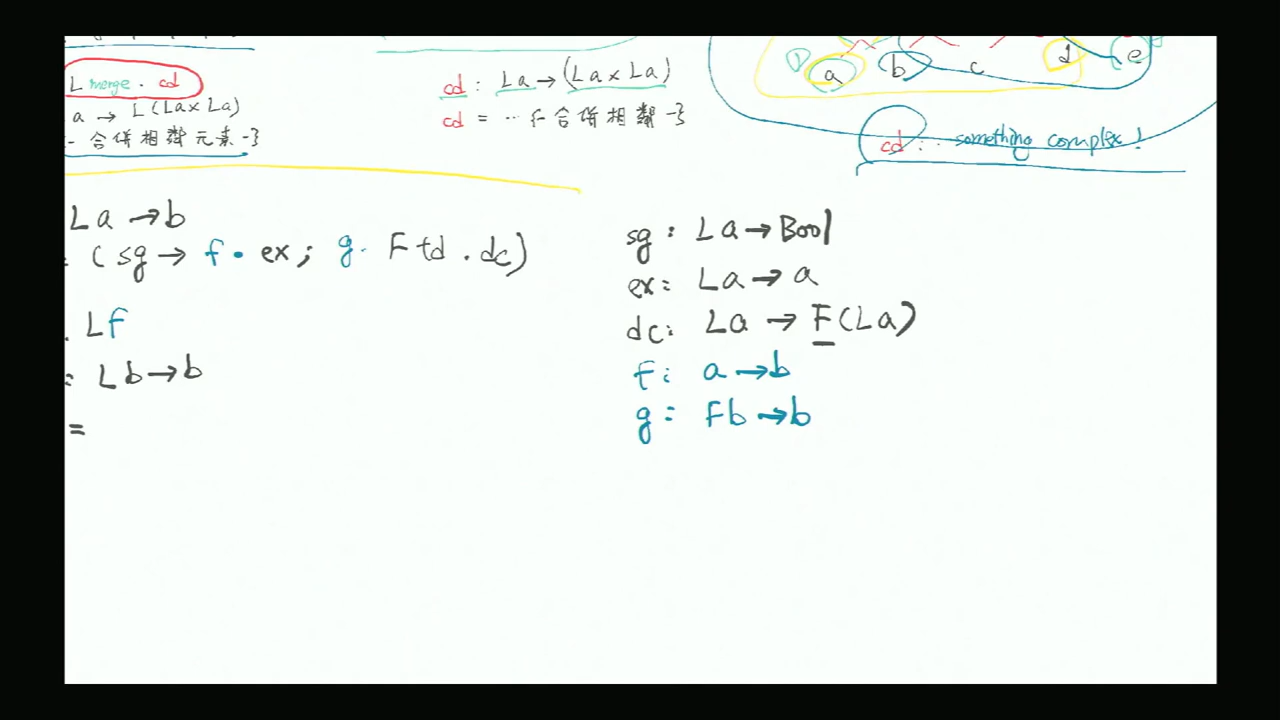 L merge . cd
a → L(La×La)
{- 合併相鄰元素 -}
cd : La → (La × La)
cd = … {- 合併相鄰 -}
a b c d e
cd : something complex!
La → b
= (sg → f . ex ; g . F td . dc)
. Lf
: Lb → b
=
sg : La → Bool
ex : La → a
dc : La → F(La)
f : a → b
g : Fb → b